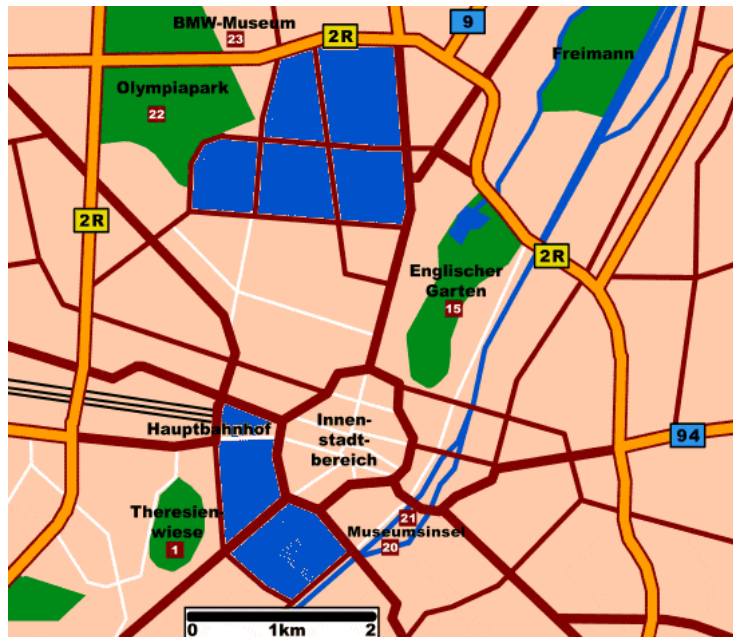 BMW-Museum
23
2R
9
Freimann
Olympiapark
22
2R
2R
Englischer
Garten
15
Hauptbahnhof
Innen-
stadt-
bereich
94
Theresien-
wiese
1
21
Museumsinsel
20
0 1km 2